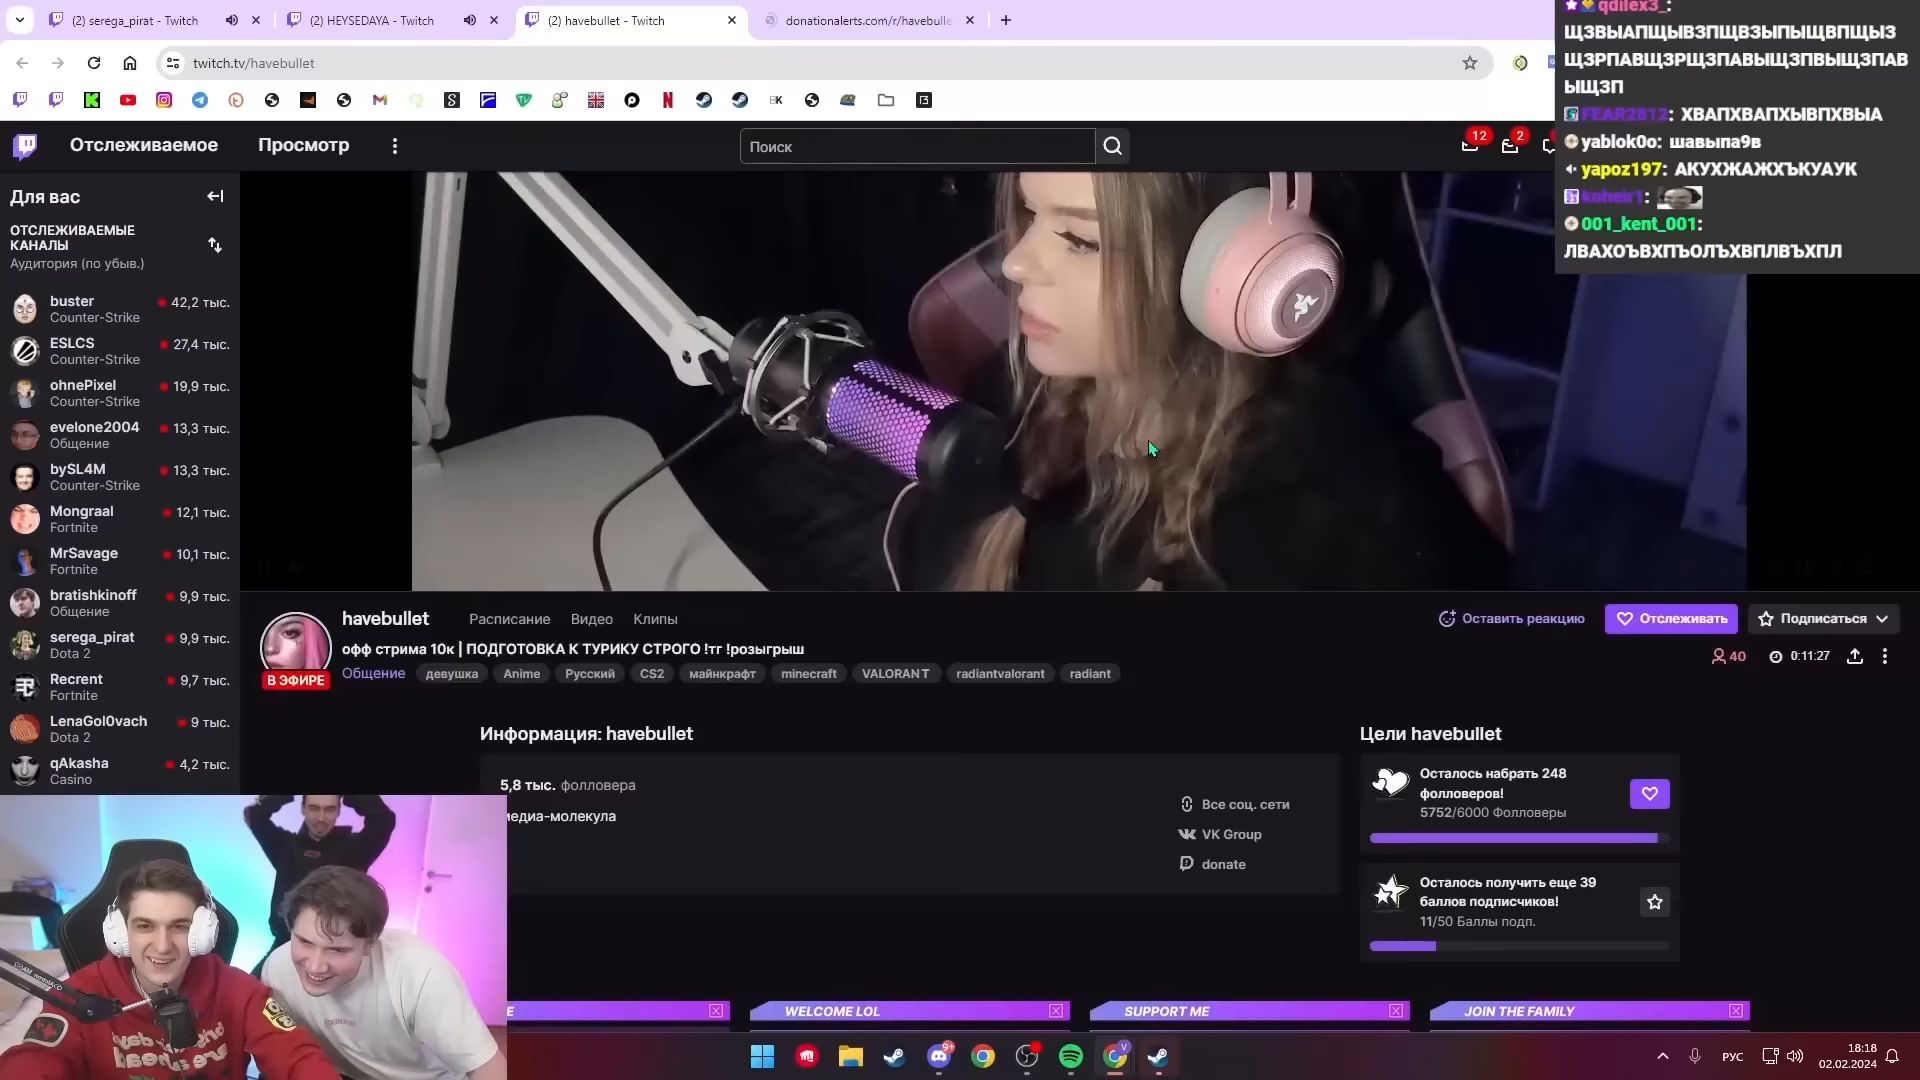 (2) serega_pirat - Twitch
(2) HEYSEDAYA - Twitch
(2) havebullet - Twitch
donationalerts.com/r/havebulle
twitch.tv/havebullet
qdilex3_:
ЩЗВЫАПЩЫВЗПЩВЗЫПЫЩВПЩЫЗ
ЩЗРПАВЩЗРЩЗПАВЫЩЗПВЫЩЗПАВ
ЫЩЗП
FEAR2812: ХВАПХВАПХЫВПХВЫА
yablok0o: шавыпа9в
yapoz197: АКУХЖАЖХЪКУАУК
koheir1:
001_kent_001:
ЛВАХОЪВХПЪОЛЪХВПЛВЪХПЛ
Отслеживаемое
Просмотр
Поиск
12
2
Для вас
ОТСЛЕЖИВАЕМЫЕ
КАНАЛЫ
Аудитория (по убыв.)
buster
42,2 тыс.
Counter-Strike
ESLCS
27,4 тыс.
Counter-Strike
ohnePixel
19,9 тыс.
Counter-Strike
evelone2004
13,3 тыс.
Общение
bySL4M
13,3 тыс.
Counter-Strike
Mongraal
12,1 тыс.
Fortnite
MrSavage
10,1 тыс.
Fortnite
bratishkinoff
9,9 тыс.
Общение
serega_pirat
9,9 тыс.
Dota 2
Recrent
9,7 тыс.
Fortnite
LenaGol0vach
9 тыс.
Dota 2
qAkasha
4,2 тыс.
Casino
В ЭФИРЕ
havebullet
Расписание
Видео
Клипы
офф стрима 10к | ПОДГОТОВКА К ТУРИКУ СТРОГО !тг !розыгрыш
Общение
девушка
Anime
Русский
CS2
майнкрафт
minecraft
VALORANT
radiantvalorant
radiant
Оставить реакцию
Отслеживать
Подписаться
40
0:11:27
Информация: havebullet
5,8 тыс. фолловера
медиа-молекула
Все соц. сети
VK Group
donate
Цели havebullet
Осталось набрать 248
фолловеров!
5752/6000 Фолловеры
Осталось получить еще 39
баллов подписчиков!
11/50 Баллы подп.
E
WELCOME LOL
SUPPORT ME
JOIN THE FAMILY
9+
РУС
18:18
02.02.2024